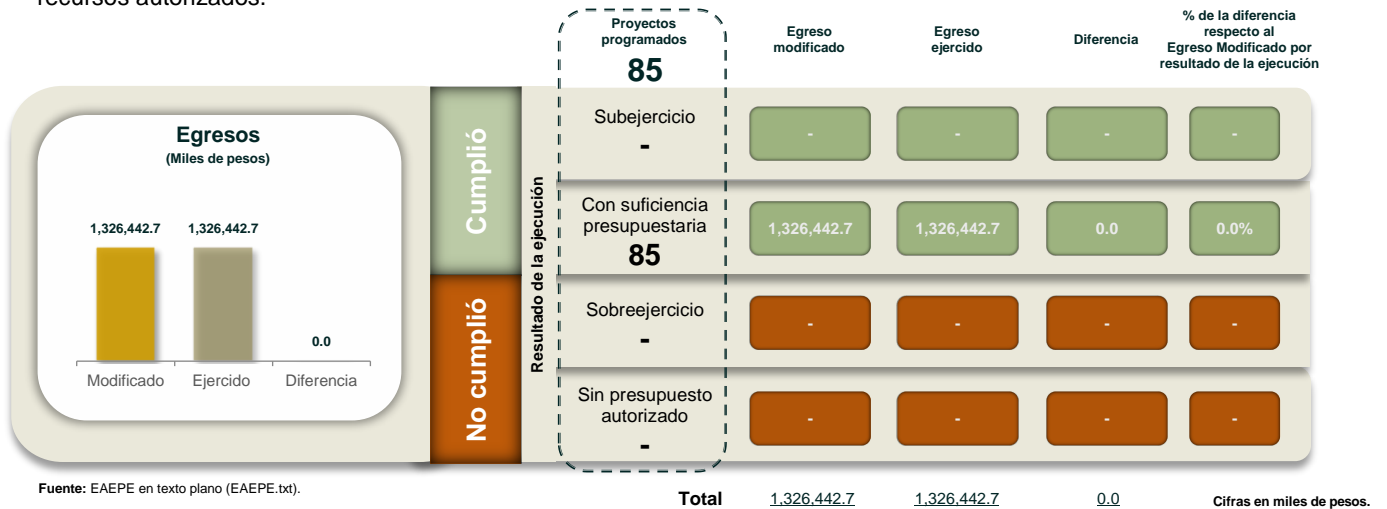 recursos autorizados.
Proyectos
programados
85
Egreso
modificado
Egreso
ejercido
Diferencia
% de la diferencia
respecto al
Egreso Modificado por
resultado de la ejecución
Egresos
(Miles de pesos)
1,326,442.7 1,326,442.7
0.0
Modificado Ejercido Diferencia
Cumplió
No cumplió
Resultado de la ejecución
Subejercicio
-
- - - -
Con suficiencia
presupuestaria
85
1,326,442.7 1,326,442.7 0.0 0.0%
Sobreejercicio
-
- - - -
Sin presupuesto
autorizado
-
- - - -
Fuente: EAEPE en texto plano (EAEPE.txt).
Total 1,326,442.7 1,326,442.7 0.0 Cifras en miles de pesos.